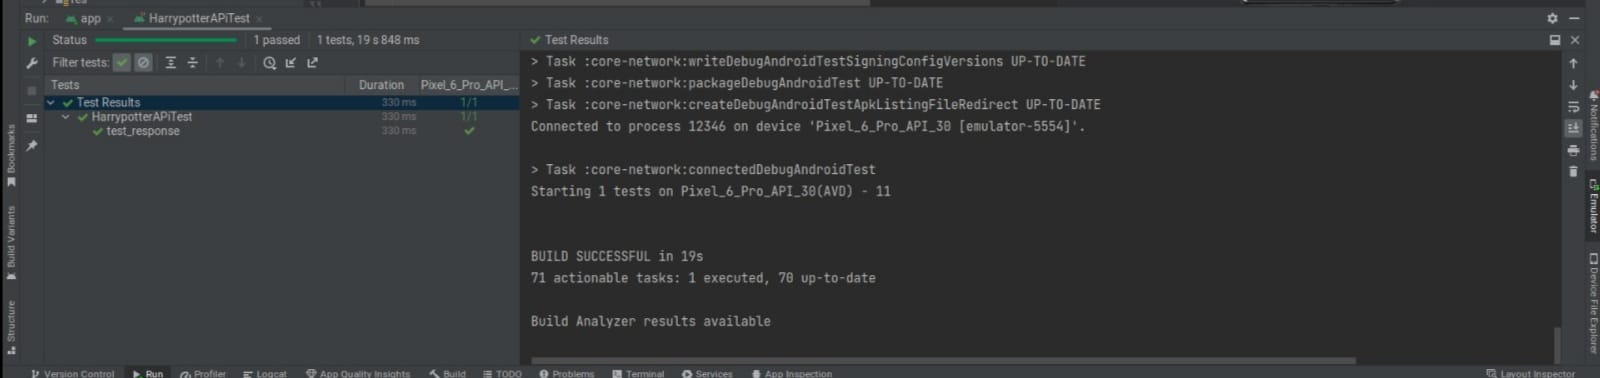 Run: app HarrypotterAPiTest
Status 1 passed 1 tests, 19 s 848 ms
Filter tests:
Tests Duration Pixel_6_Pro_API_...
Test Results 330 ms 1/1
HarrypotterAPiTest 330 ms 1/1
test_response 330 ms
Test Results
> Task :core-network:writeDebugAndroidTestSigningConfigVersions UP-TO-DATE
> Task :core-network:packageDebugAndroidTest UP-TO-DATE
> Task :core-network:createDebugAndroidTestApkListingFileRedirect UP-TO-DATE
Connected to process 12346 on device 'Pixel_6_Pro_API_30 [emulator-5554]'.
> Task :core-network:connectedDebugAndroidTest
Starting 1 tests on Pixel_6_Pro_API_30(AVD) - 11
BUILD SUCCESSFUL in 19s
71 actionable tasks: 1 executed, 70 up-to-date
Build Analyzer results available
Bookmarks
Build Variants
Structure
Notifications
Emulator
Device File Explorer
Version Control Run Profiler Logcat App Quality Insights Build TODO Problems Terminal Services App Inspection Layout Inspector